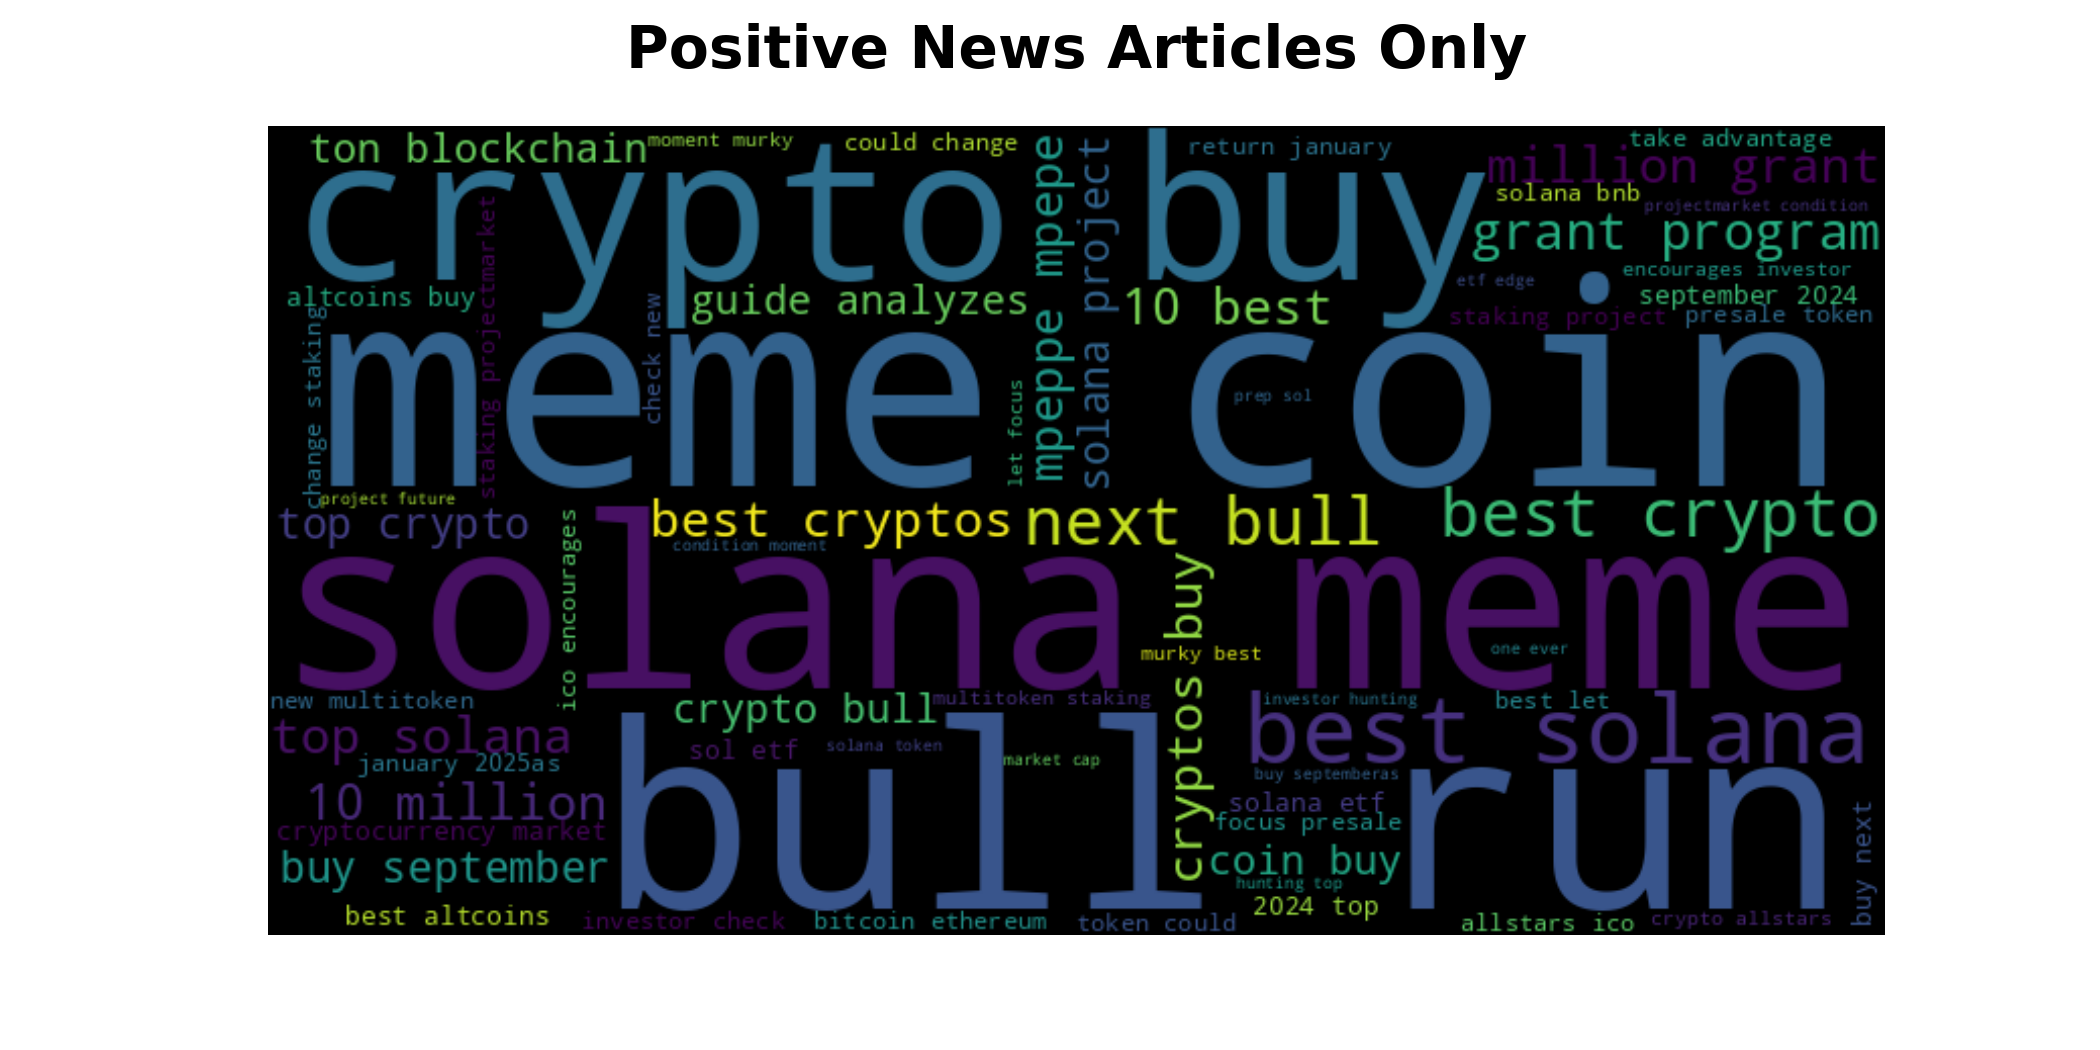 Positive News Articles Only
ton blockchain
moment murky
could change
return january
take advantage
million grant
crypto buy
solana bnb
projectmarket condition
grant program
mpeppe mpepe
solana project
staking projectmarket
altcoins buy
check new
guide analyzes
10 best
etf edge
encourages investor
september 2024
staking project
presale token
change staking
meme coin
let focus
prep sol
project future
top crypto
best cryptos
next bull
best crypto
condition moment
ico encourages
solana meme
cryptos buy
murky best
one ever
new multitoken
crypto bull
multitoken staking
investor hunting
best let
top solana
best solana
sol etf
solana token
january 2025as
market cap
buy septemberas
10 million
bull run
solana etf
cryptocurrency market
focus presale
buy september
coin buy
hunting top
buy next
best altcoins
investor check
bitcoin ethereum
token could
2024 top
allstars ico
crypto allstars